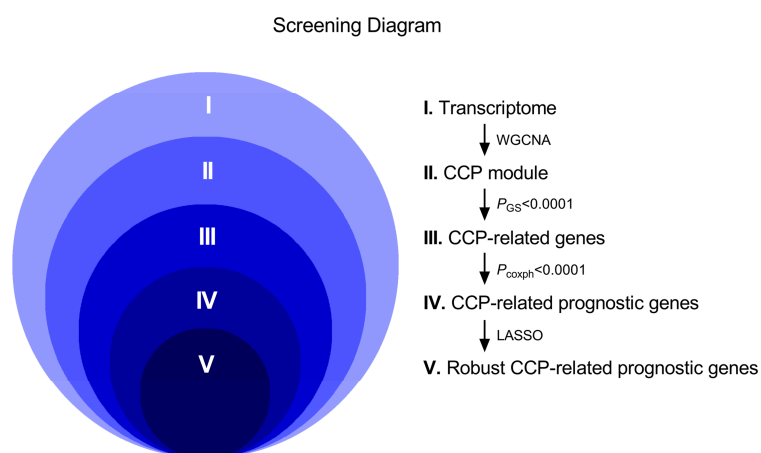 Screening Diagram
I
II
III
IV
V
I. Transcriptome
WGCNA
II. CCP module
PGS<0.0001
III. CCP-related genes
Pcoxph<0.0001
IV. CCP-related prognostic genes
LASSO
V. Robust CCP-related prognostic genes